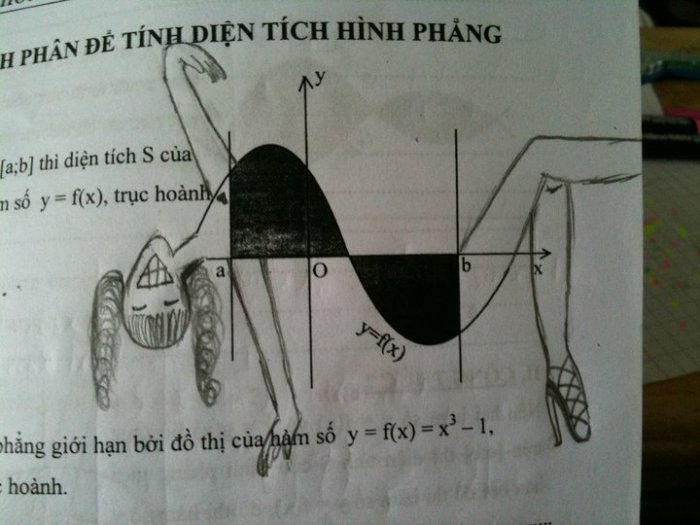 H PHÂN ĐỂ TÍNH DIỆN TÍCH HÌNH PHẲNG
y
[a;b] thì diện tích S của
m số y = f(x), trục hoành
a O b x
y=f(x)
phẳng giới hạn bởi đồ thị của hàm số y = f(x) = x³ – 1,
hoành.